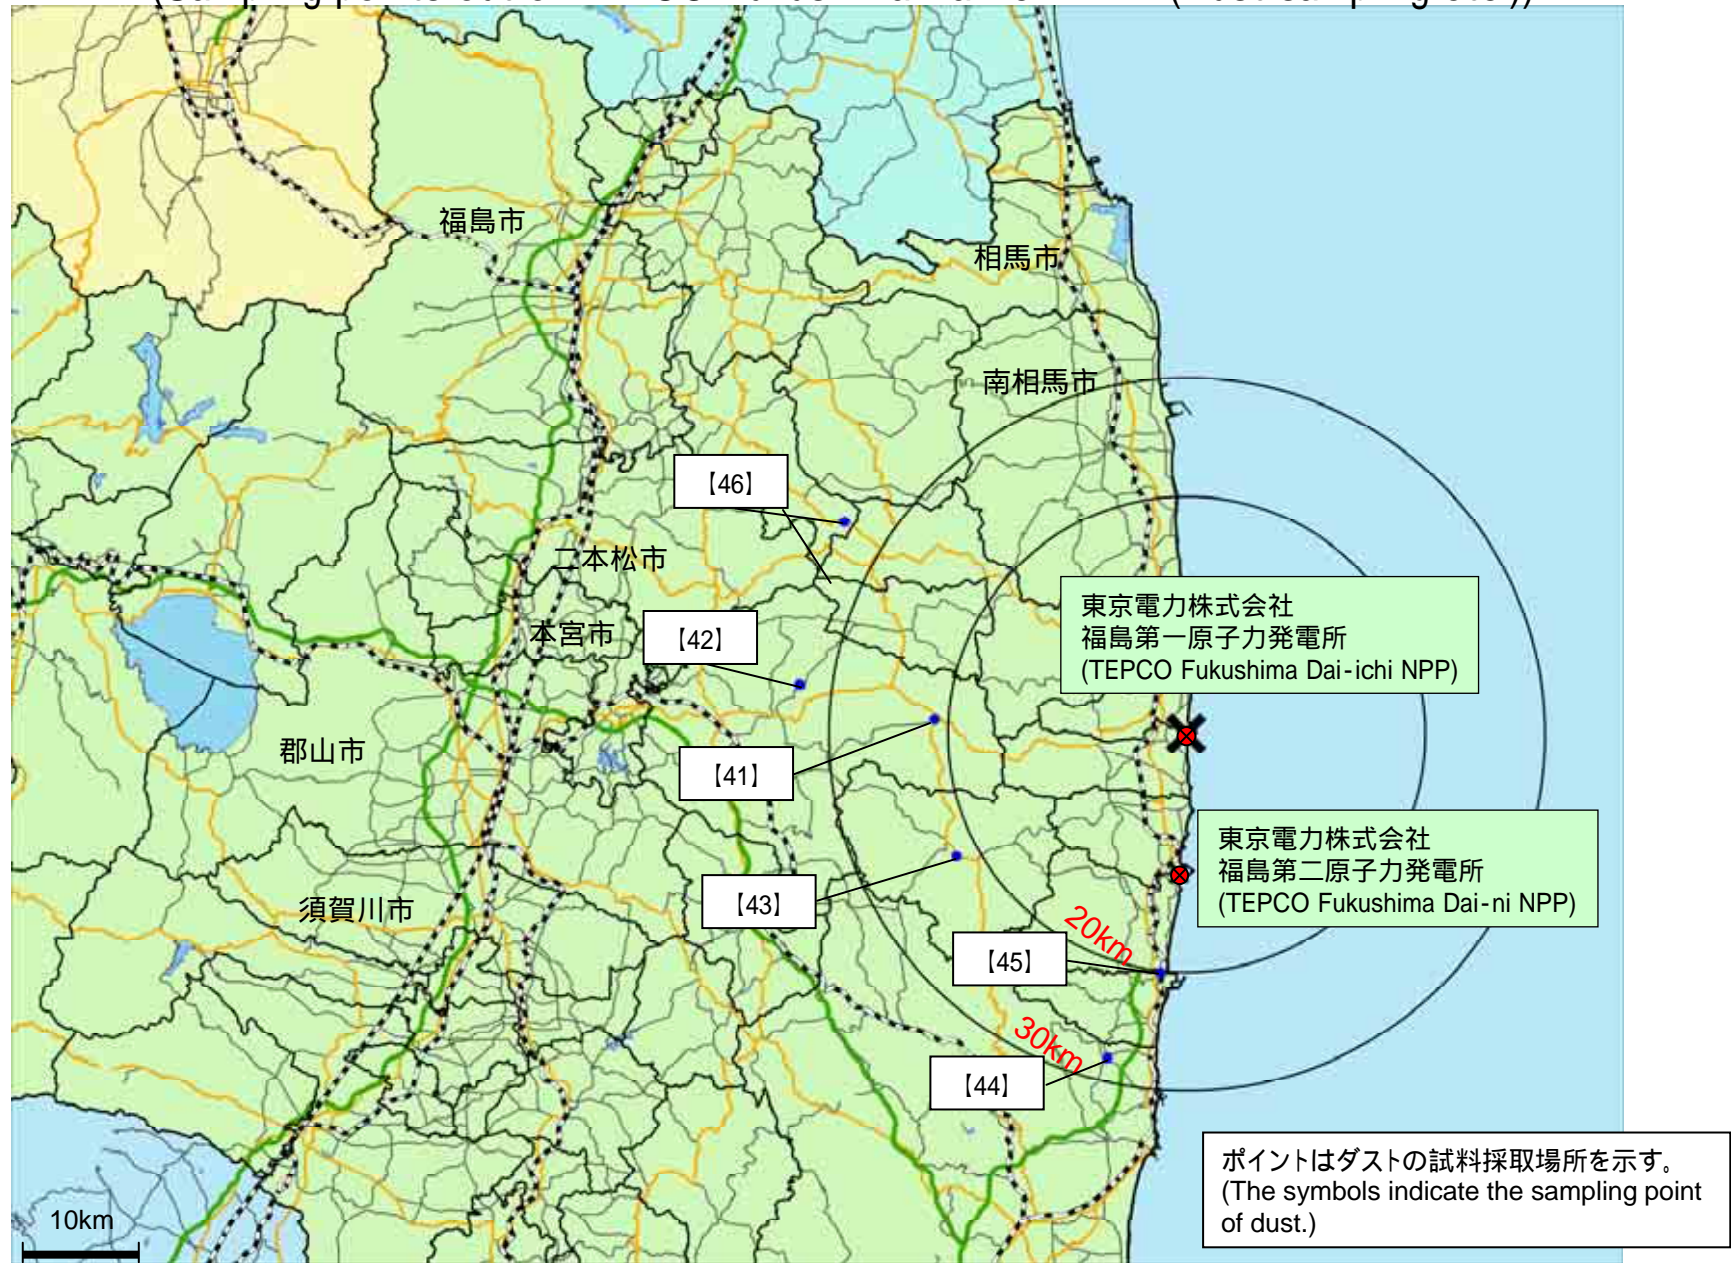 福島市
相馬市
南相馬市
【46】
二本松市
東京電力株式会社
福島第一原子力発電所
(TEPCO Fukushima Dai-ichi NPP)
本宮市
【42】
郡山市
【41】
東京電力株式会社
福島第二原子力発電所
(TEPCO Fukushima Dai-ni NPP)
【43】
須賀川市
20km
【45】
30km
【44】
ポイントはダストの試料採取場所を示す。
(The symbols indicate the sampling point
of dust.)
10km